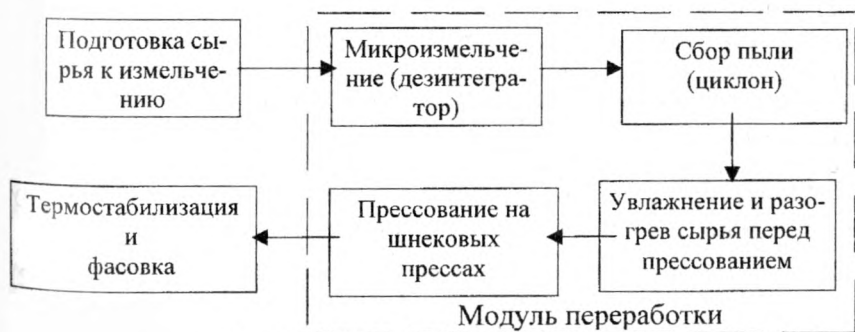 Подготовка сы-
рья к измельче-
нию
Микроизмельче-
ние (дезинтегра-
тор)
Сбор пыли
(циклон)
Увлажнение и разо-
грев сырья перед
прессованием
Прессование на
шнековых
прессах
Термостабилизация
и
фасовка
Модуль переработки